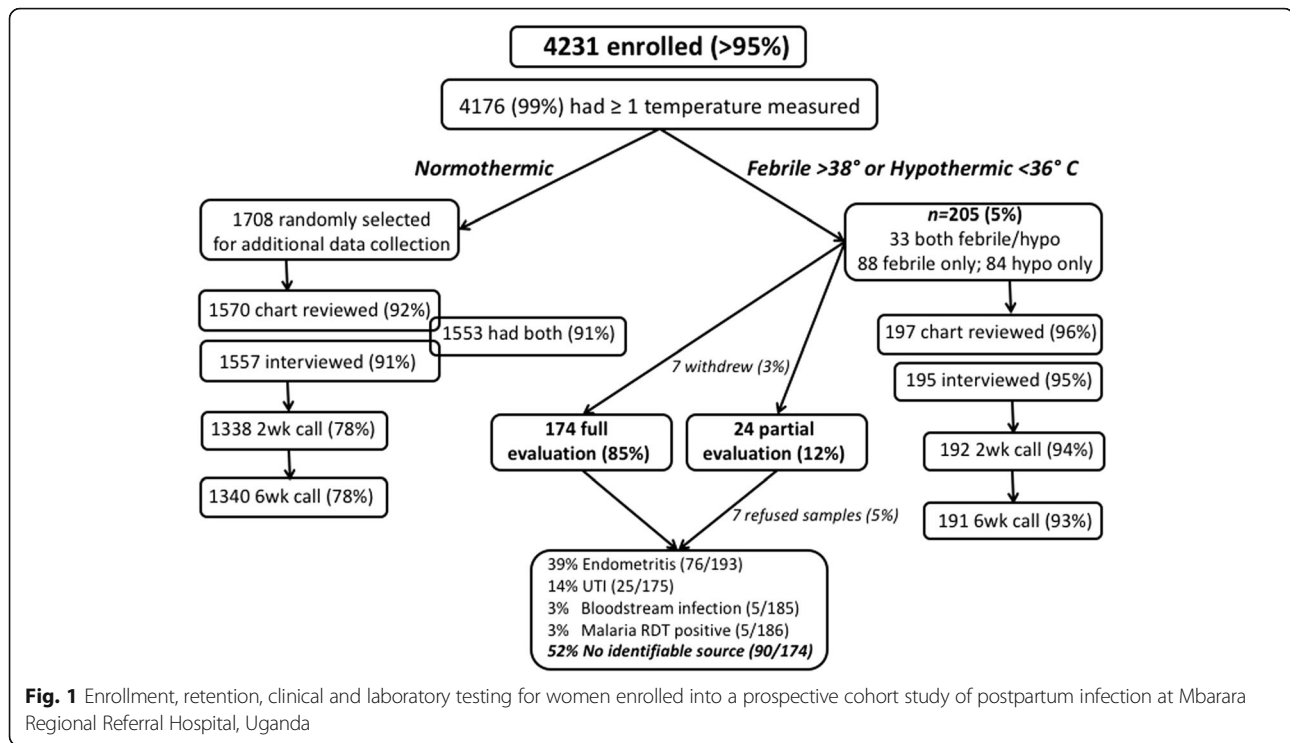 4231 enrolled (>95%)
4176 (99%) had ≥ 1 temperature measured
Normothermic
Febrile >38° or Hypothermic <36° C
1708 randomly selected
for additional data collection
1570 chart reviewed (92%)
1553 had both (91%)
1557 interviewed (91%)
1338 2wk call (78%)
1340 6wk call (78%)
n=205 (5%)
33 both febrile/hypo
88 febrile only; 84 hypo only
197 chart reviewed (96%)
195 interviewed (95%)
192 2wk call (94%)
191 6wk call (93%)
7 withdrew (3%)
174 full
evaluation (85%)
24 partial
evaluation (12%)
7 refused samples (5%)
39% Endometritis (76/193)
14% UTI (25/175)
3% Bloodstream infection (5/185)
3% Malaria RDT positive (5/186)
52% No identifiable source (90/174)
Fig. 1 Enrollment, retention, clinical and laboratory testing for women enrolled into a prospective cohort study of postpartum infection at Mbarara
Regional Referral Hospital, Uganda